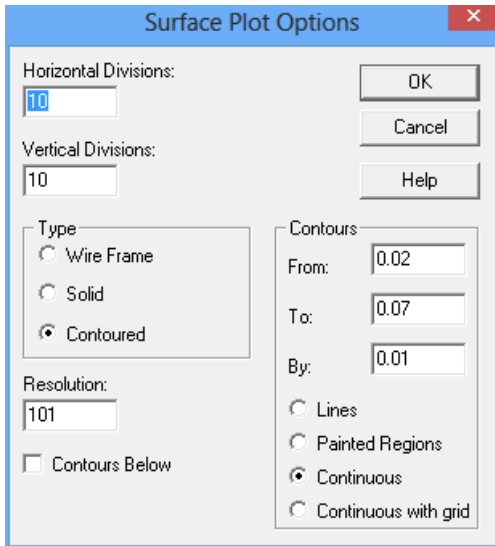 Surface Plot Options
Horizontal Divisions:
10
Vertical Divisions:
10
OK
Cancel
Help
Type
Wire Frame
Solid
Contoured
Resolution:
101
Contours Below
Contours
From: 0.02
To: 0.07
By: 0.01
Lines
Painted Regions
Continuous
Continuous with grid